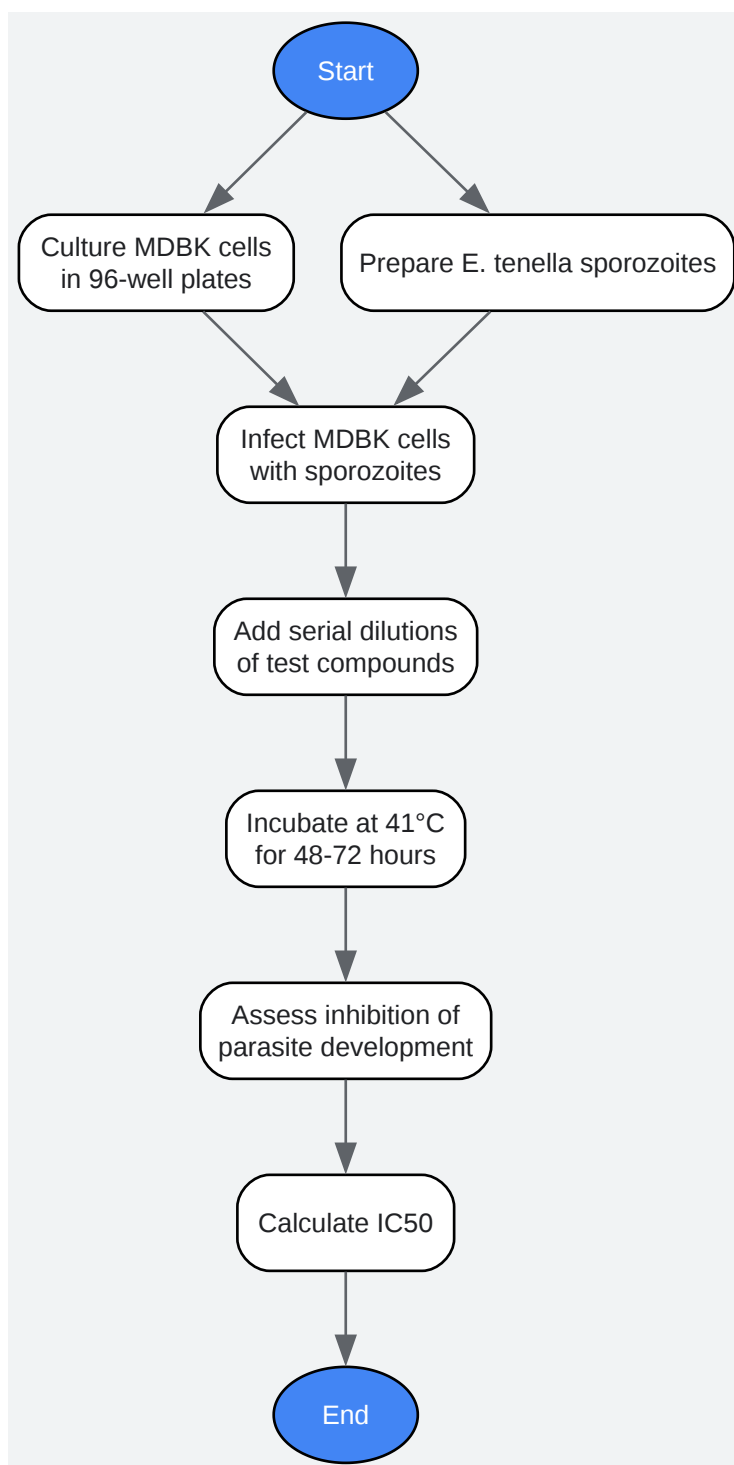 Start
Culture MDBK cells
in 96-well plates
Prepare E. tenella sporozoites
Infect MDBK cells
with sporozoites
Add serial dilutions
of test compounds
Incubate at 41°C
for 48-72 hours
Assess inhibition of
parasite development
Calculate IC50
End